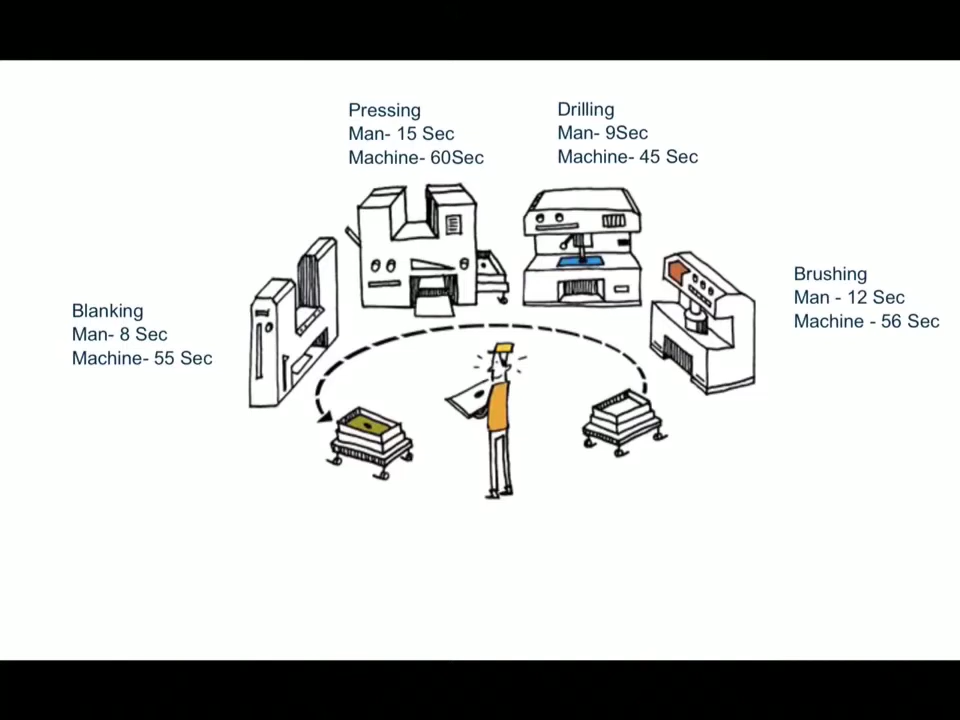 Pressing
Man- 15 Sec
Machine- 60Sec
Drilling
Man- 9Sec
Machine- 45 Sec
Brushing
Man - 12 Sec
Machine - 56 Sec
Blanking
Man- 8 Sec
Machine- 55 Sec